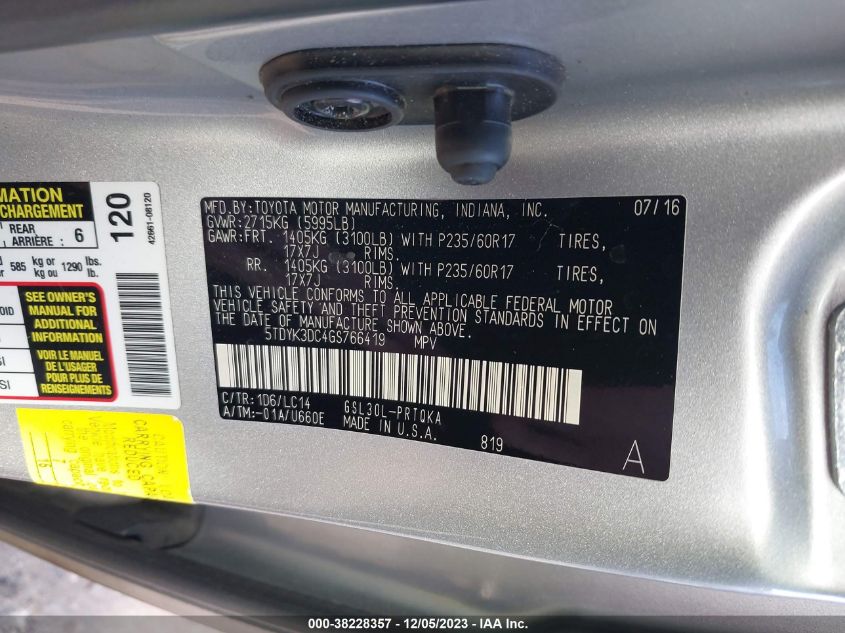 MFD.BY:TOYOTA MOTOR MANUFACTURING, INDIANA, INC. 07/16
GVWR:2715KG (5995LB)
GAWR:FRT. 1405KG (3100LB) WITH P235/60R17 TIRES,
17X7J RIMS.
RR. 1405KG (3100LB) WITH P235/60R17 TIRES,
17X7J RIMS.
THIS VEHICLE CONFORMS TO ALL APPLICABLE FEDERAL MOTOR
VEHICLE SAFETY AND THEFT PREVENTION STANDARDS IN EFFECT ON
THE DATE OF MANUFACTURE SHOWN ABOVE.
5TDYK3DC4GS766419 MPV
C/TR:1D6/LC14 GSL30L-PRTQKA
A/TM:-01A/U660E MADE IN U.S.A. 819
A
MATION
CHARGEMENT
REAR
ARRIÈRE: 6
585 kg or 1290 lbs.
kg ou lb.
120
42661-08120
SEE OWNER'S
MANUAL FOR
ADDITIONAL
INFORMATION
VOIR LE MANUEL
DE L'USAGER
POUR PLUS DE
RENSEIGNEMENTS
CARRYING
REDUCED
000-38228357 - 12/05/2023 - IAA Inc.